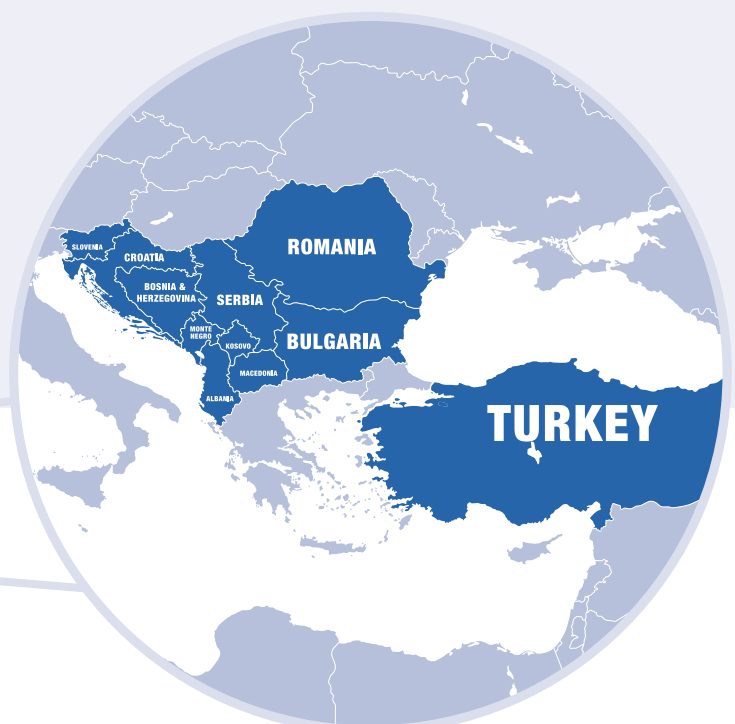 SLOVENIA
CROATIA
ROMANIA
BOSNIA &
HERZEGOVINA
SERBIA
MONTE
NEGRO
KOSOVO
BULGARIA
MACEDONIA
ALBANIA
TURKEY